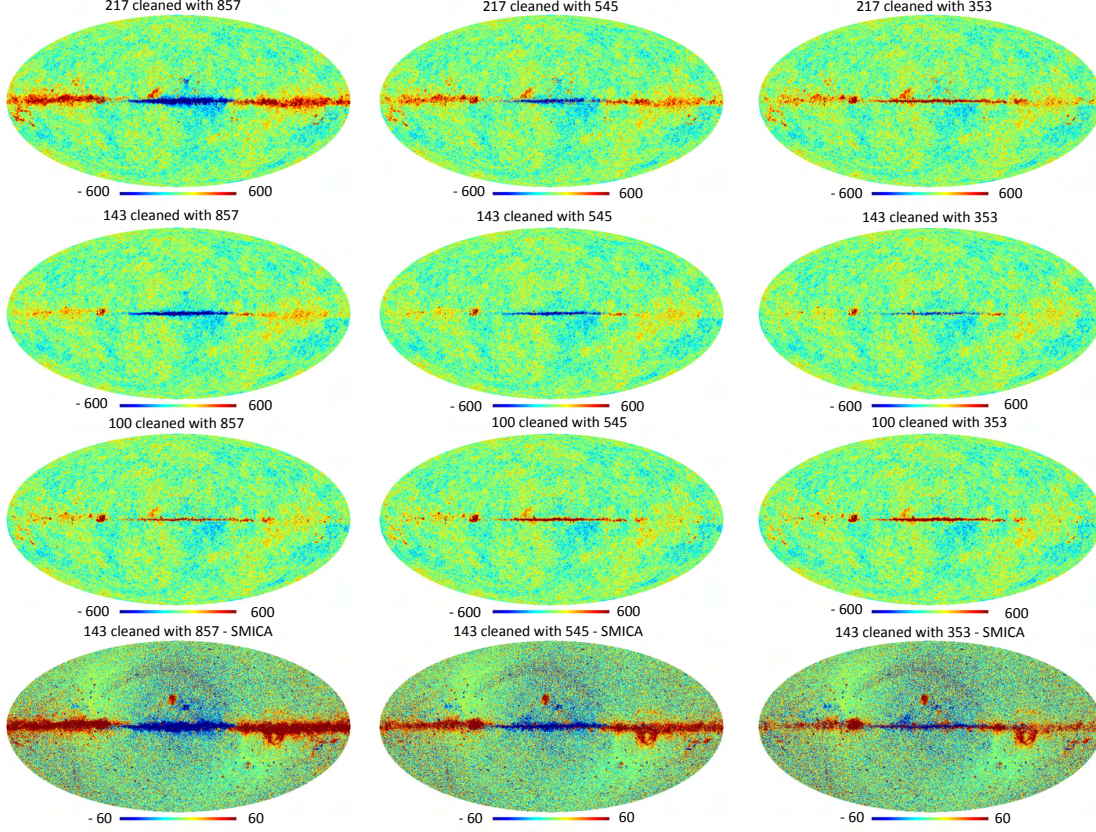 217 cleaned with 857 217 cleaned with 545 217 cleaned with 353
- 600 600 - 600 600 - 600 600
143 cleaned with 857 143 cleaned with 545 143 cleaned with 353
- 600 600 - 600 600 - 600 600
100 cleaned with 857 100 cleaned with 545 100 cleaned with 353
- 600 600 - 600 600 - 600 600
143 cleaned with 857 - SMICA 143 cleaned with 545 - SMICA 143 cleaned with 353 - SMICA
- 60 60 - 60 60 - 60 60